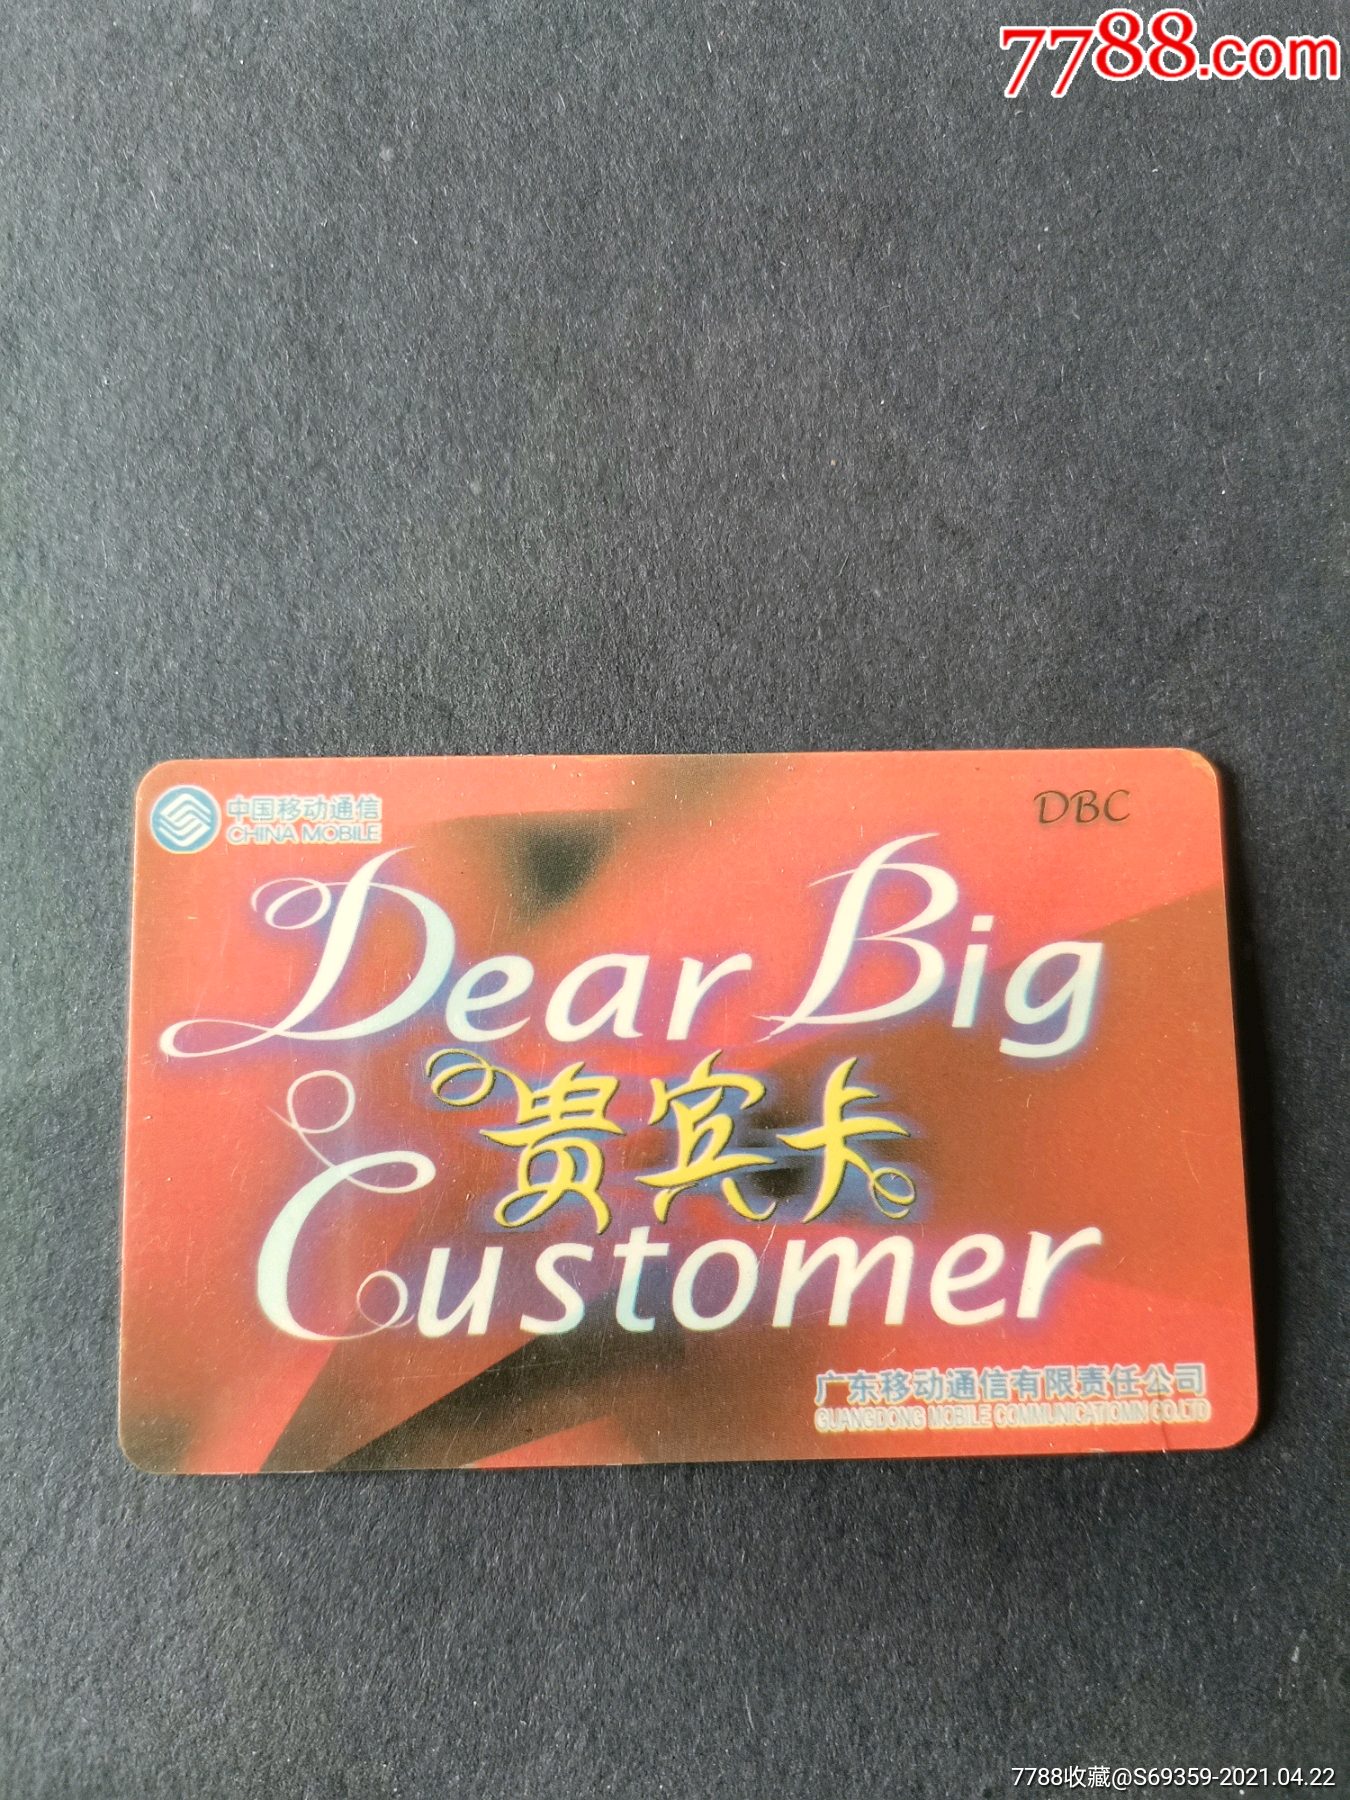 7788.com
中国移动通信
CHINA MOBILE
DBC
Dear Big
贵宾卡
Customer
广东移动通信有限责任公司
GUANGDONG MOBILE COMMUNICATIOMN CO.LTD
7788收藏@S69359-2021.04.22